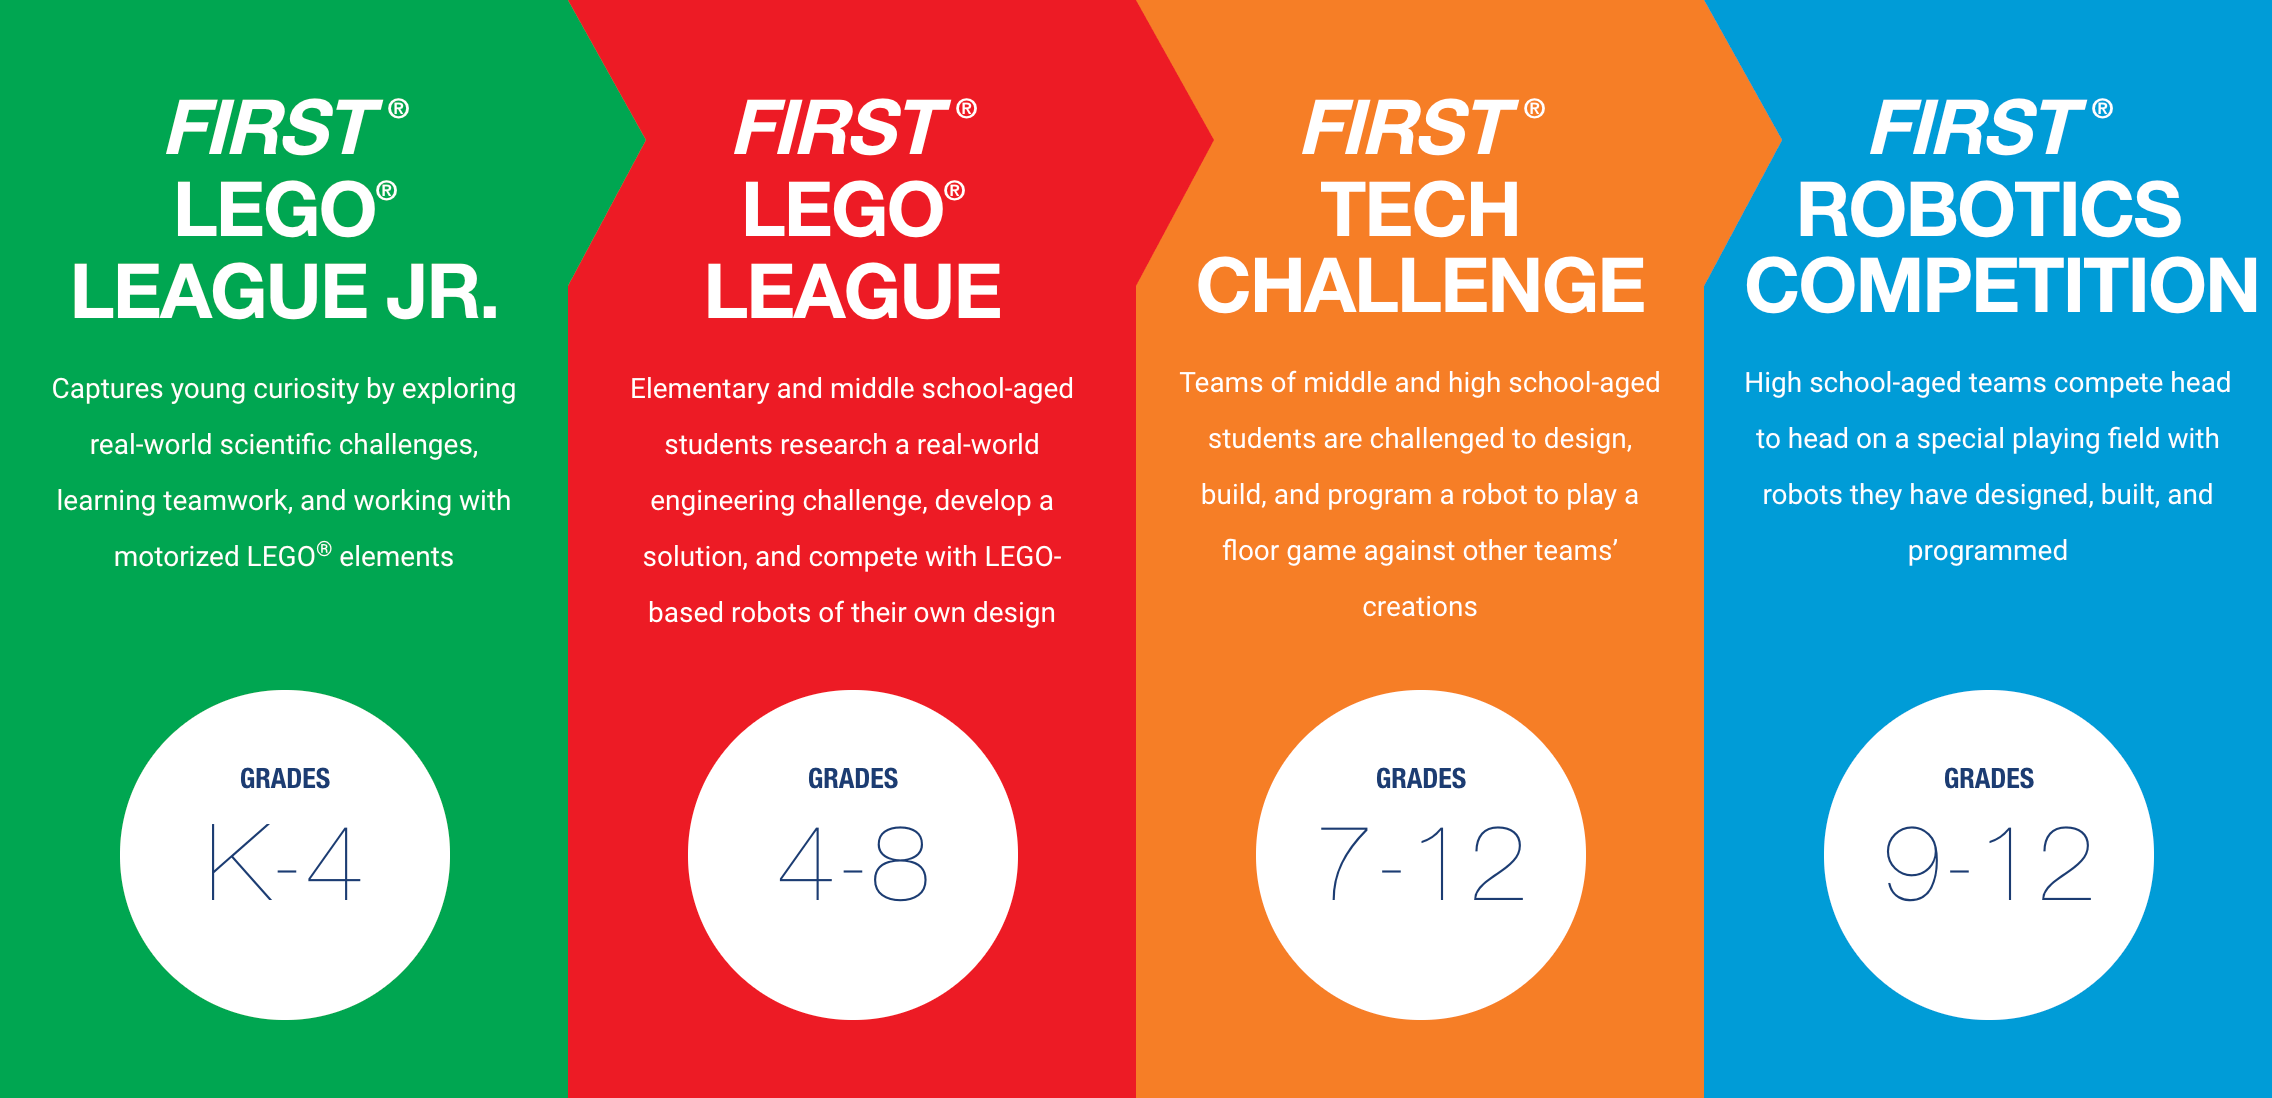 FIRST®
LEGO®
LEAGUE JR.
Captures young curiosity by exploring
real-world scientific challenges,
learning teamwork, and working with
motorized LEGO® elements
GRADES
K-4
FIRST®
LEGO®
LEAGUE
Elementary and middle school-aged
students research a real-world
engineering challenge, develop a
solution, and compete with LEGO-
based robots of their own design
GRADES
4-8
FIRST®
TECH
CHALLENGE
Teams of middle and high school-aged
students are challenged to design,
build, and program a robot to play a
floor game against other teams’
creations
GRADES
7-12
FIRST®
ROBOTICS
COMPETITION
High school-aged teams compete head
to head on a special playing field with
robots they have designed, built, and
programmed
GRADES
9-12